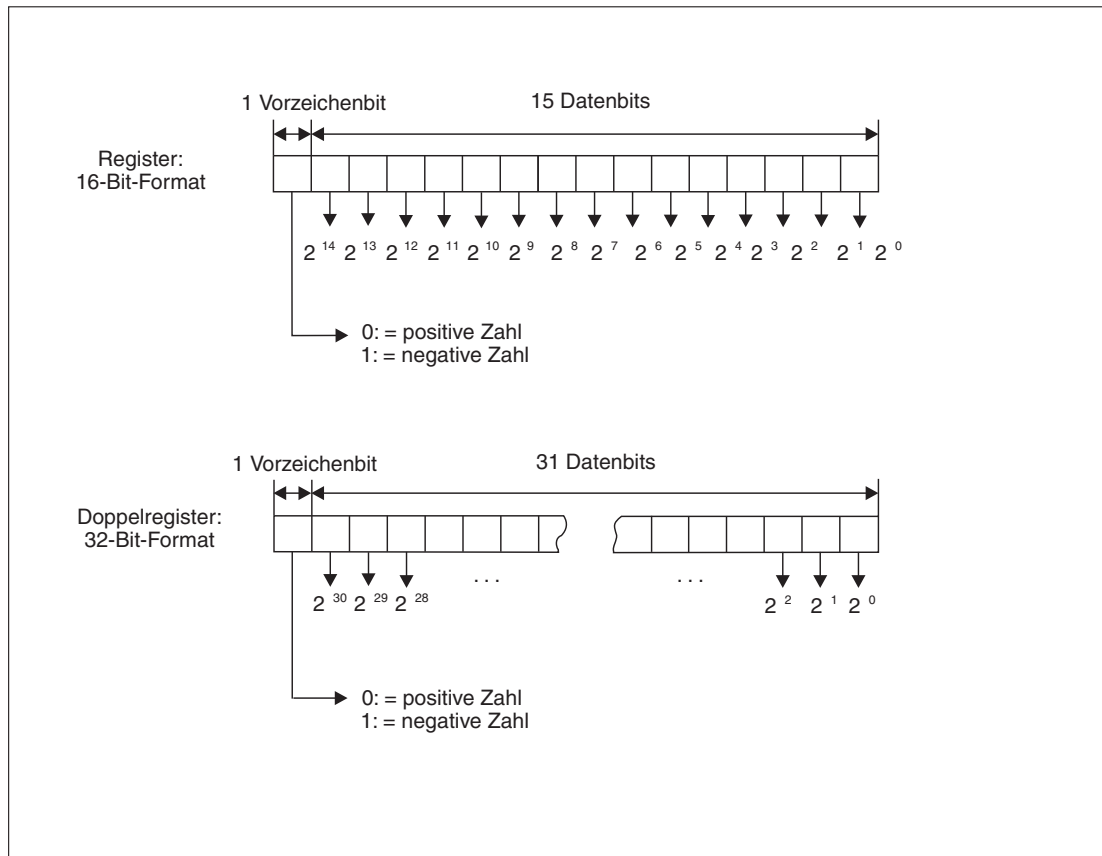 1 Vorzeichenbit 15 Datenbits
Register:
16-Bit-Format
2^14 2^13 2^12 2^11 2^10 2^9 2^8 2^7 2^6 2^5 2^4 2^3 2^2 2^1 2^0
0: = positive Zahl
1: = negative Zahl
1 Vorzeichenbit 31 Datenbits
Doppelregister:
32-Bit-Format
... ...
2^30 2^29 2^28 2^2 2^1 2^0
0: = positive Zahl
1: = negative Zahl